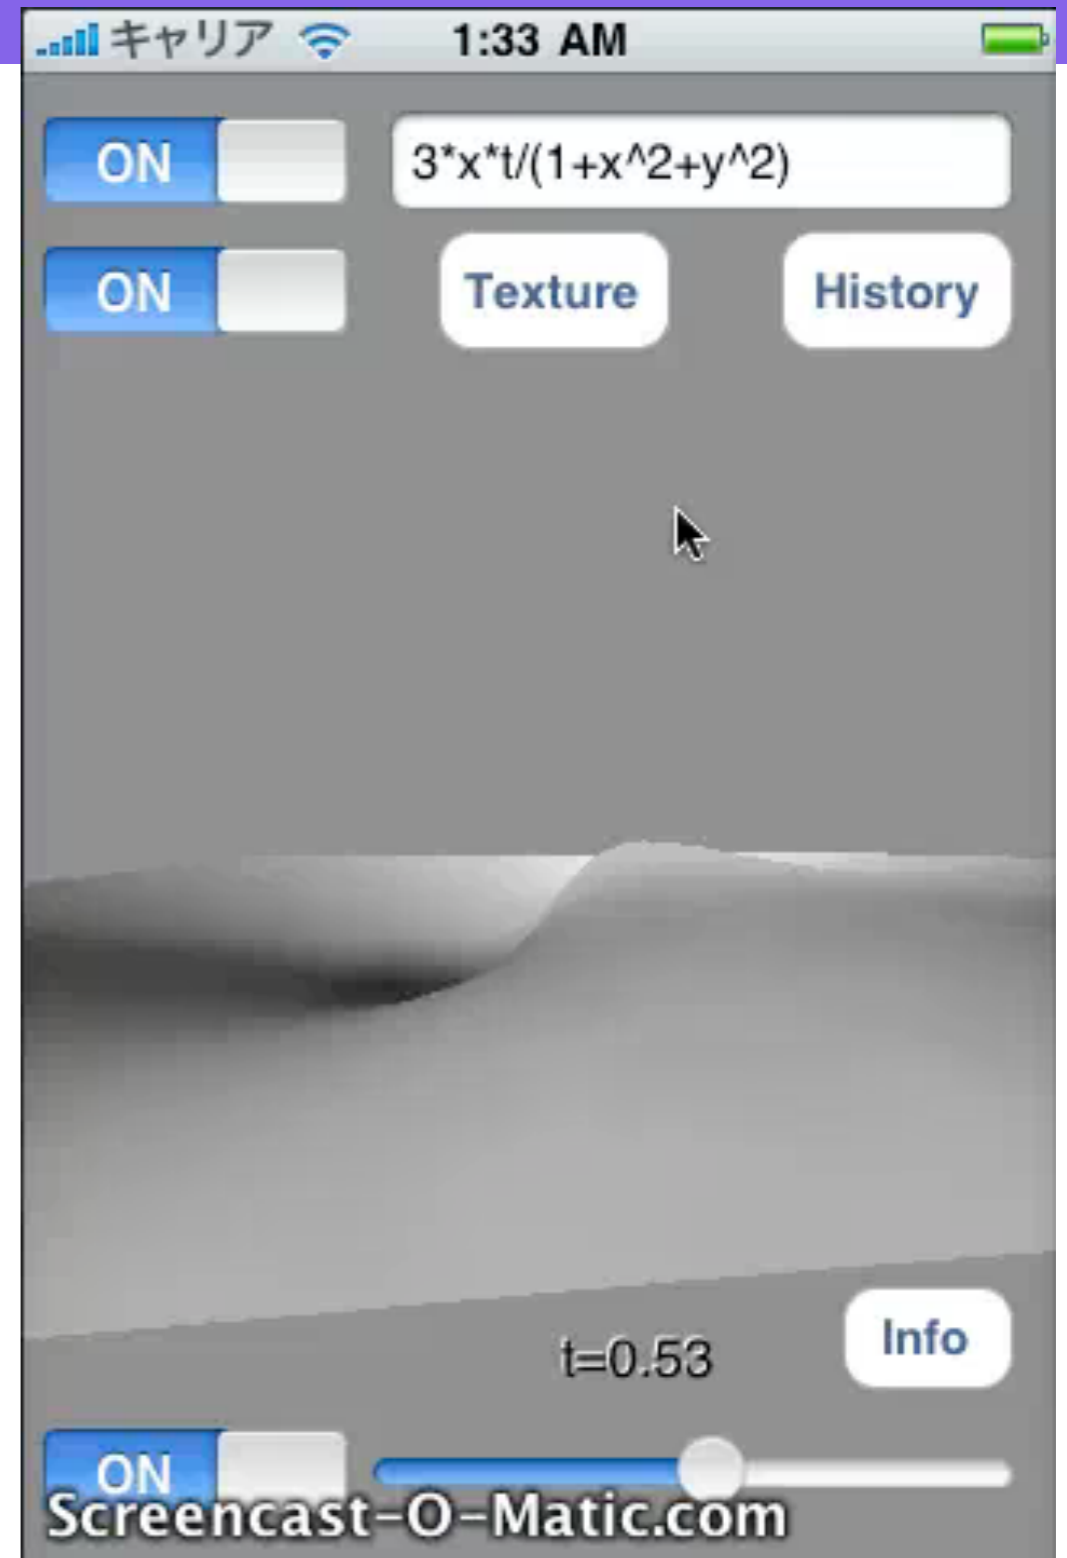 キャリア 1:33 AM
ON 3*x*t/(1+x^2+y^2)
ON Texture History
t=0.53 Info
ON
Screencast-O-Matic.com